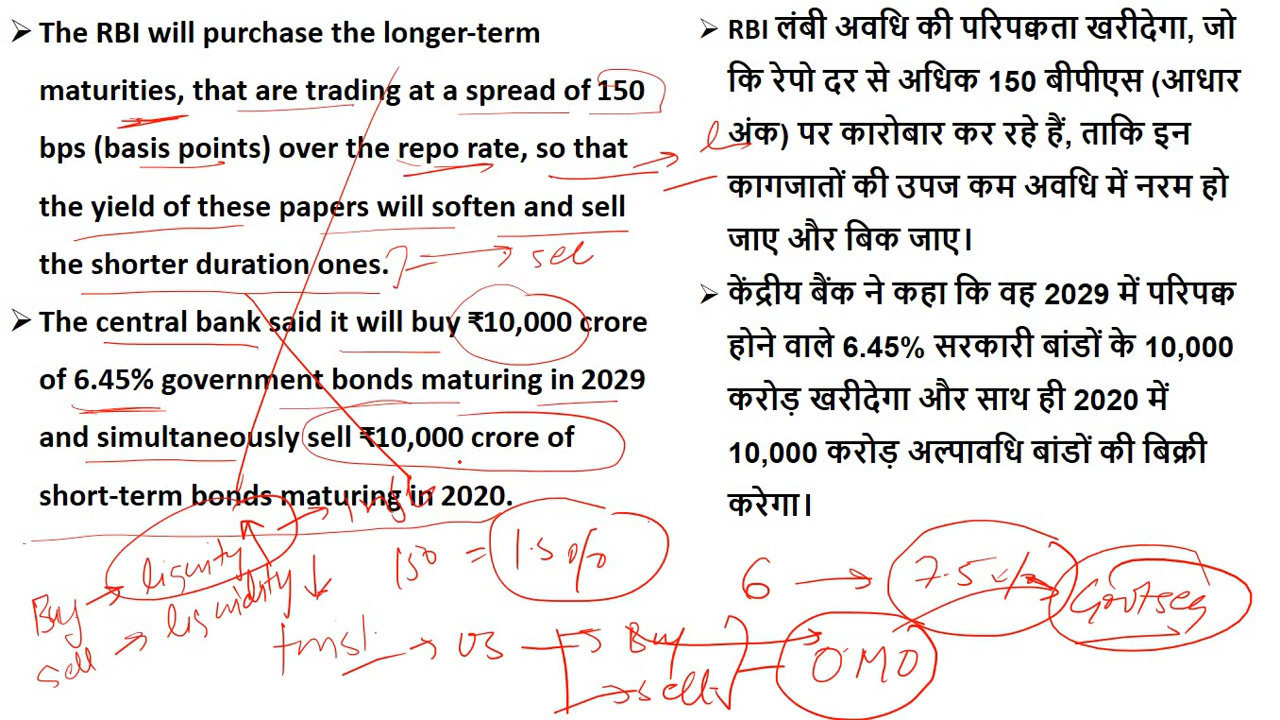 ➢ The RBI will purchase the longer-term
maturities, that are trading at a spread of 150
bps (basis points) over the repo rate, so that
the yield of these papers will soften and sell
the shorter duration ones.
sell
➢ The central bank said it will buy ₹10,000 crore
of 6.45% government bonds maturing in 2029
and simultaneously sell ₹10,000 crore of
short-term bonds maturing in 2020.
➢ RBI लंबी अवधि की परिपक्वता खरीदेगा, जो
कि रेपो दर से अधिक 150 बीपीएस (आधार
अंक) पर कारोबार कर रहे हैं, ताकि इन
कागजातों की उपज कम अवधि में नरम हो
जाए और बिक जाए।
➢ केंद्रीय बैंक ने कहा कि वह 2029 में परिपक्व
होने वाले 6.45% सरकारी बांडों के 10,000
करोड़ खरीदेगा और साथ ही 2020 में
10,000 करोड़ अल्पावधि बांडों की बिक्री
करेगा।
150 = 1.5%
6 → 7.5%
Buy →
Sell → liquidity ↓
→ US → Buy
→ sell
OMO